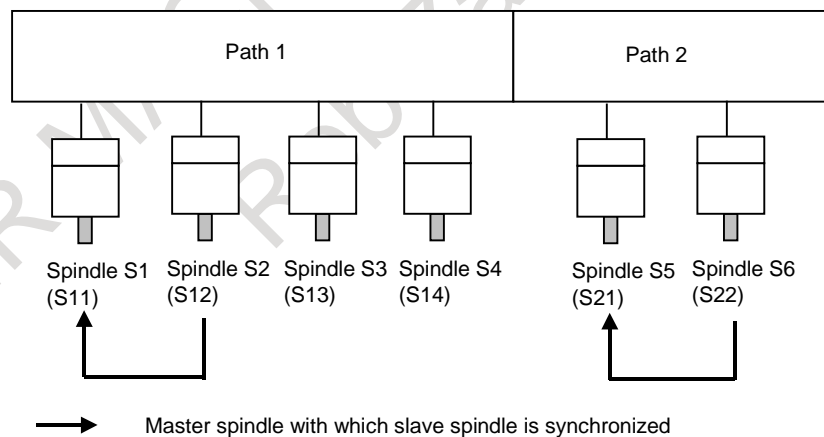 Path 1
Path 2
Spindle S1
(S11)
Spindle S2
(S12)
Spindle S3
(S13)
Spindle S4
(S14)
Spindle S5
(S21)
Spindle S6
(S22)
Master spindle with which slave spindle is synchronized